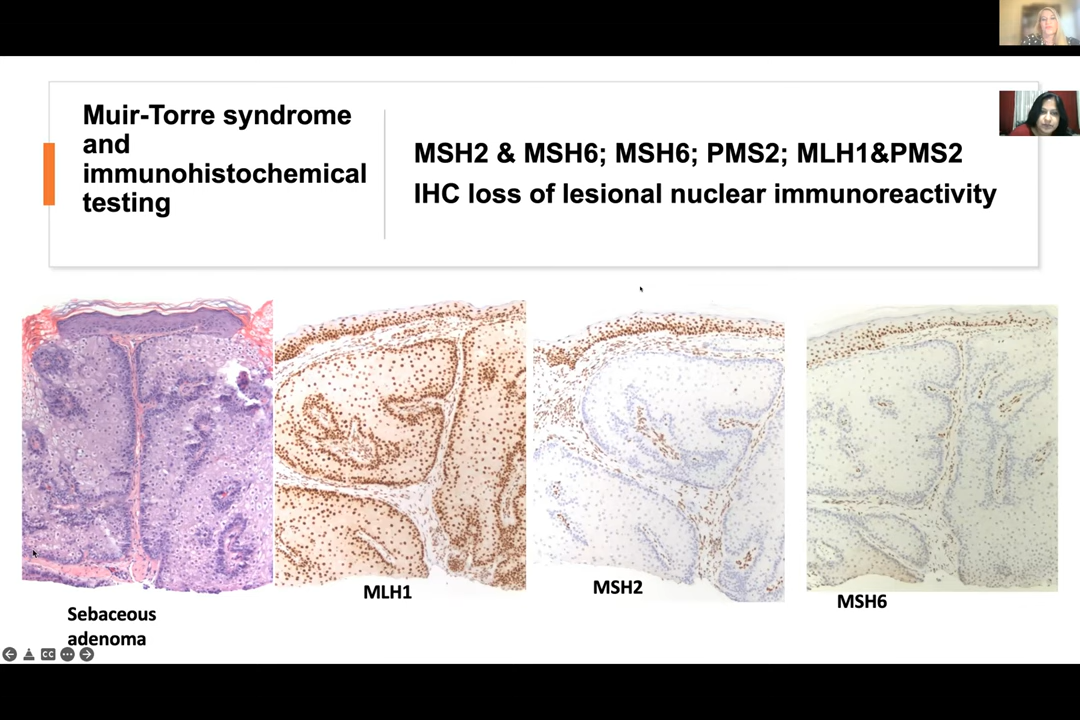 Muir-Torre syndrome
and
immunohistochemical
testing
MSH2 & MSH6; MSH6; PMS2; MLH1&PMS2
IHC loss of lesional nuclear immunoreactivity
MLH1
MSH2
MSH6
Sebaceous
adenoma
CC